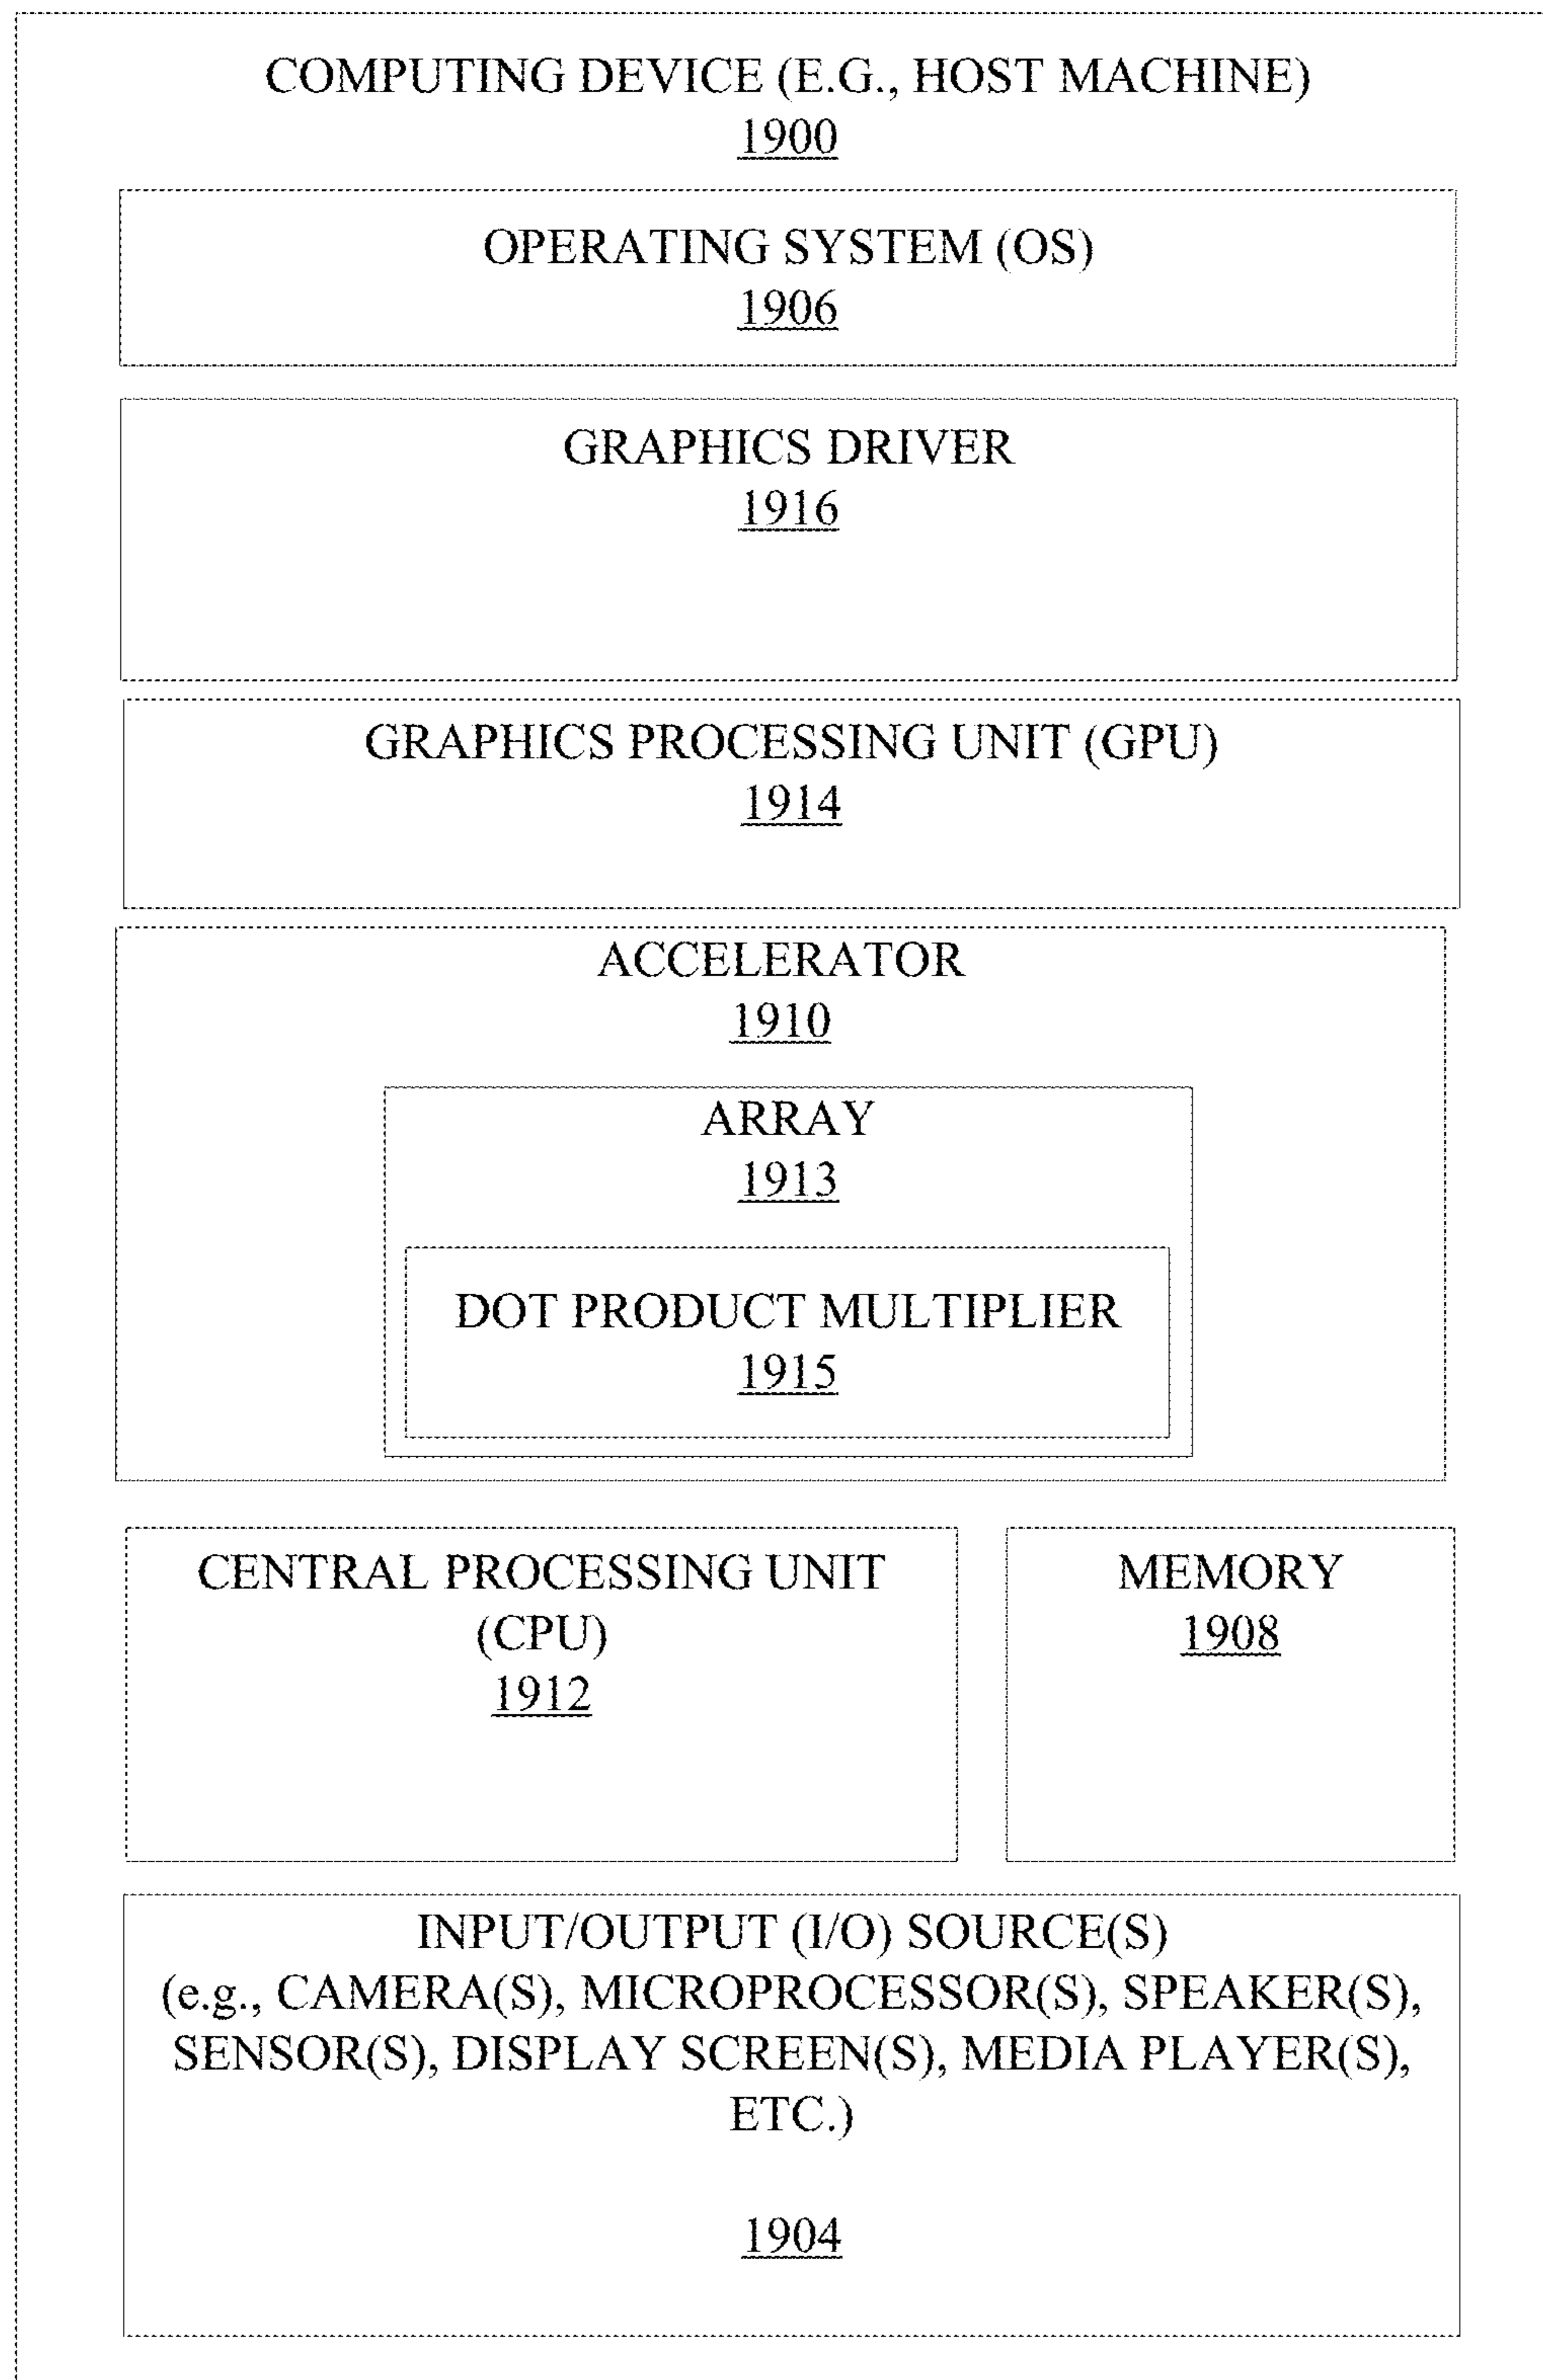 COMPUTING DEVICE (E.G., HOST MACHINE)
1900
OPERATING SYSTEM (OS)
1906
GRAPHICS DRIVER
1916
GRAPHICS PROCESSING UNIT (GPU)
1914
ACCELERATOR
1910
ARRAY
1913
DOT PRODUCT MULTIPLIER
1915
CENTRAL PROCESSING UNIT
(CPU)
1912
MEMORY
1908
INPUT/OUTPUT (I/O) SOURCE(S)
(e.g., CAMERA(S), MICROPROCESSOR(S), SPEAKER(S),
SENSOR(S), DISPLAY SCREEN(S), MEDIA PLAYER(S),
ETC.)
1904